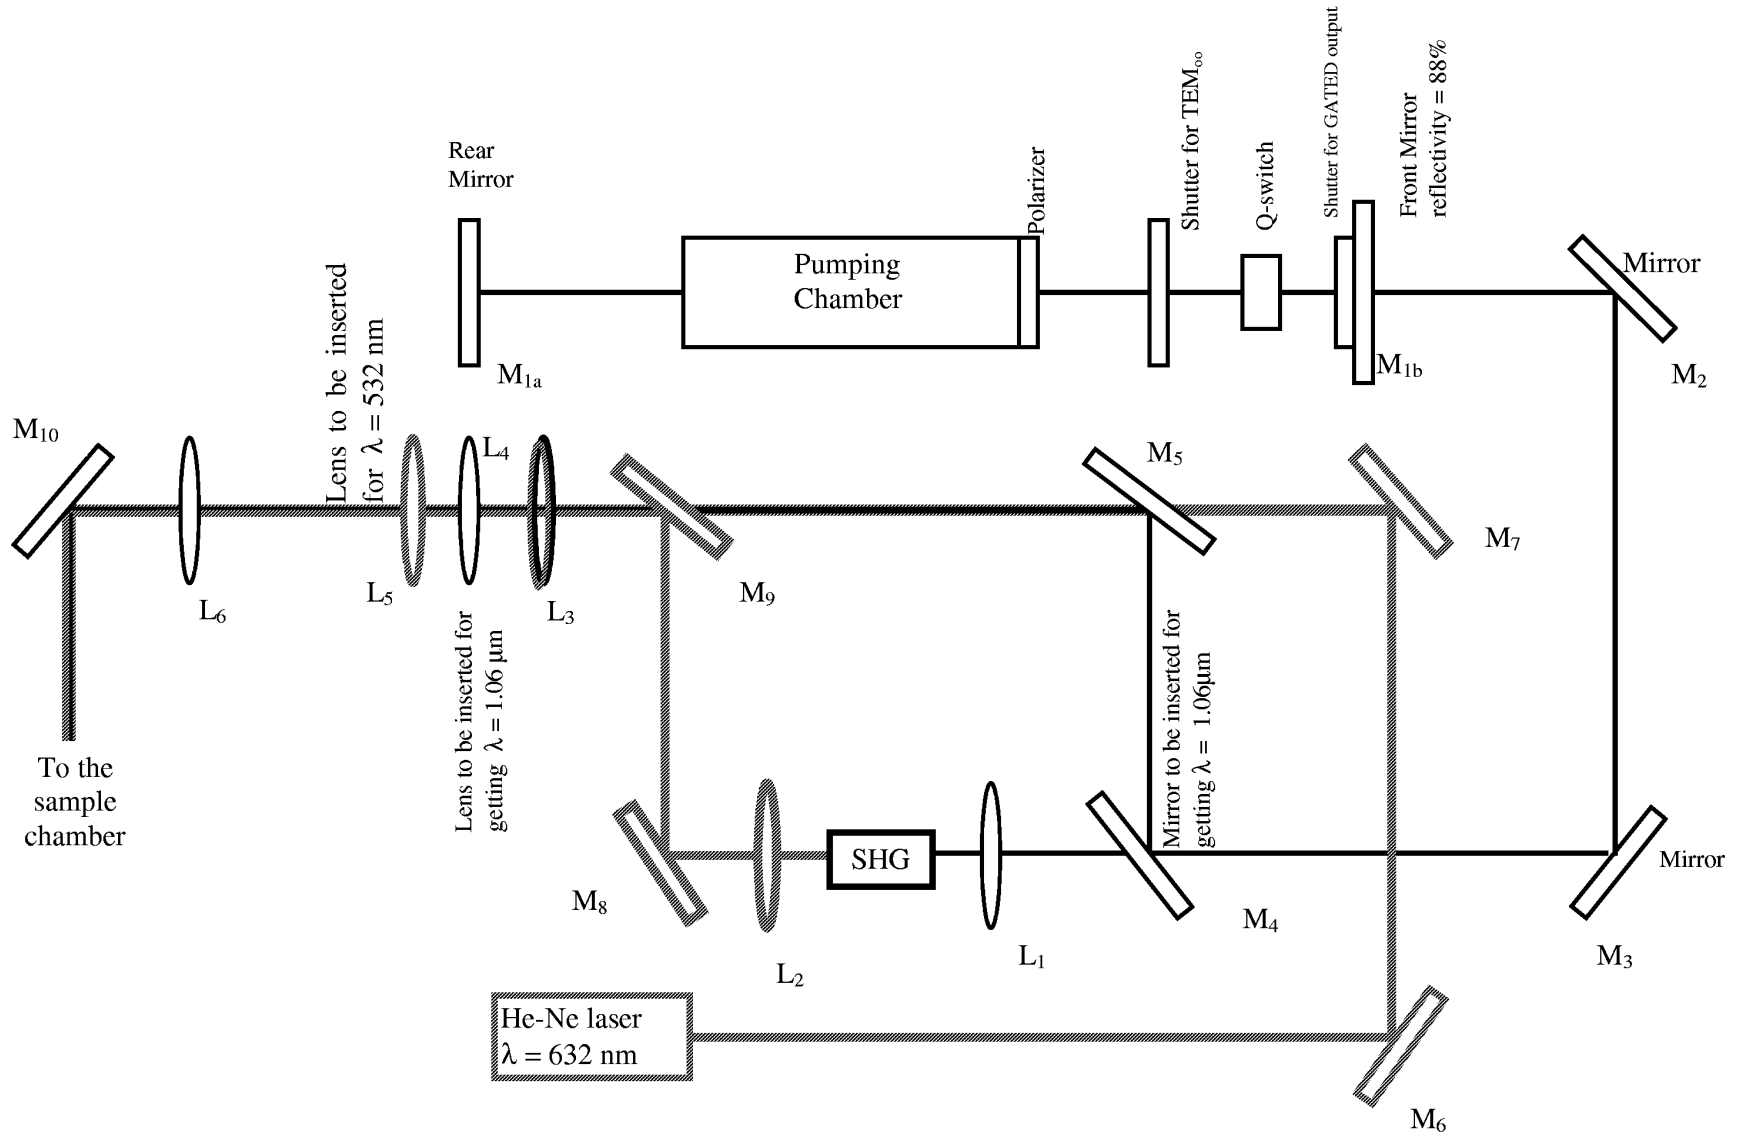 Rear
Mirror
Polarizer
Shutter for TEMₒₒ
Q-switch
Shutter for GATED output
Front Mirror
reflectivity = 88%
Pumping
Chamber
Mirror
M₁ₐ
M₁b
M₂
Lens to be inserted
for λ = 532 nm
M₁₀
L₄
M₅
M₇
L₆
L₅
L₃
M₉
Lens to be inserted for
getting λ = 1.06 µm
Mirror to be inserted for
getting λ = 1.06µm
To the
sample
chamber
SHG
Mirror
M₈
M₄
L₁
L₂
M₃
He-Ne laser
λ = 632 nm
M₆